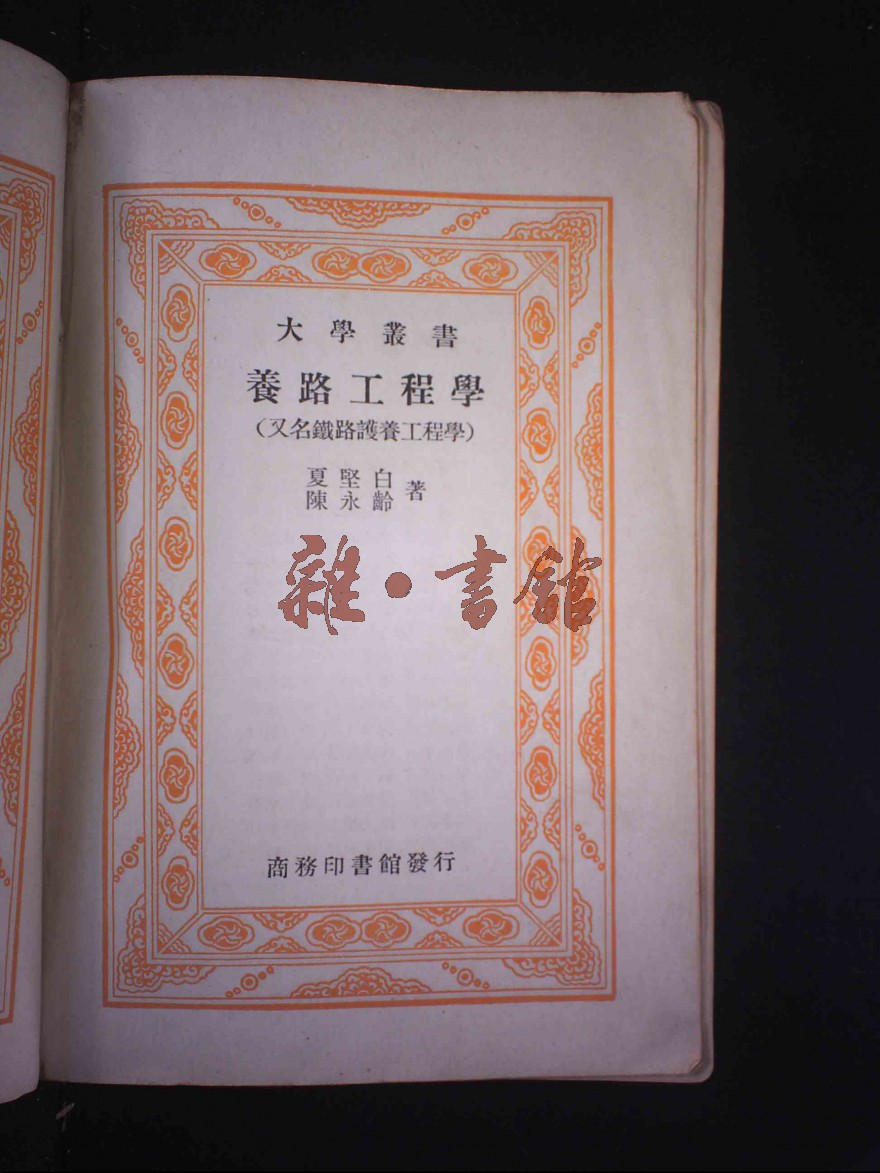 大學叢書
養路工程學
（又名鐵路護養工程學）
夏堅白
陳永齡 著
雜·書館
商務印書館發行